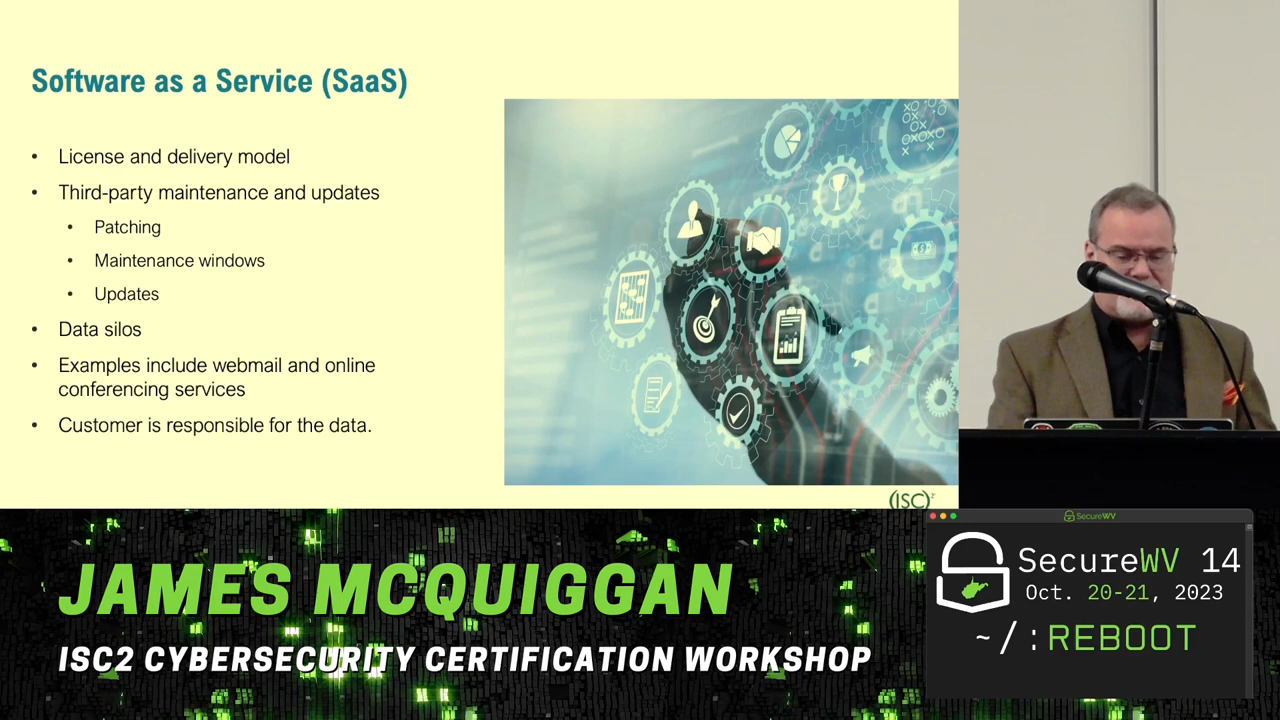 Software as a Service (SaaS)
• License and delivery model
• Third-party maintenance and updates
• Patching
• Maintenance windows
• Updates
• Data silos
• Examples include webmail and online
conferencing services
• Customer is responsible for the data.
(ISC)²
JAMES MCQUIGGAN
ISC2 CYBERSECURITY CERTIFICATION WORKSHOP
SecureWV
SecureWV 14
Oct. 20-21, 2023
~/:REBOOT